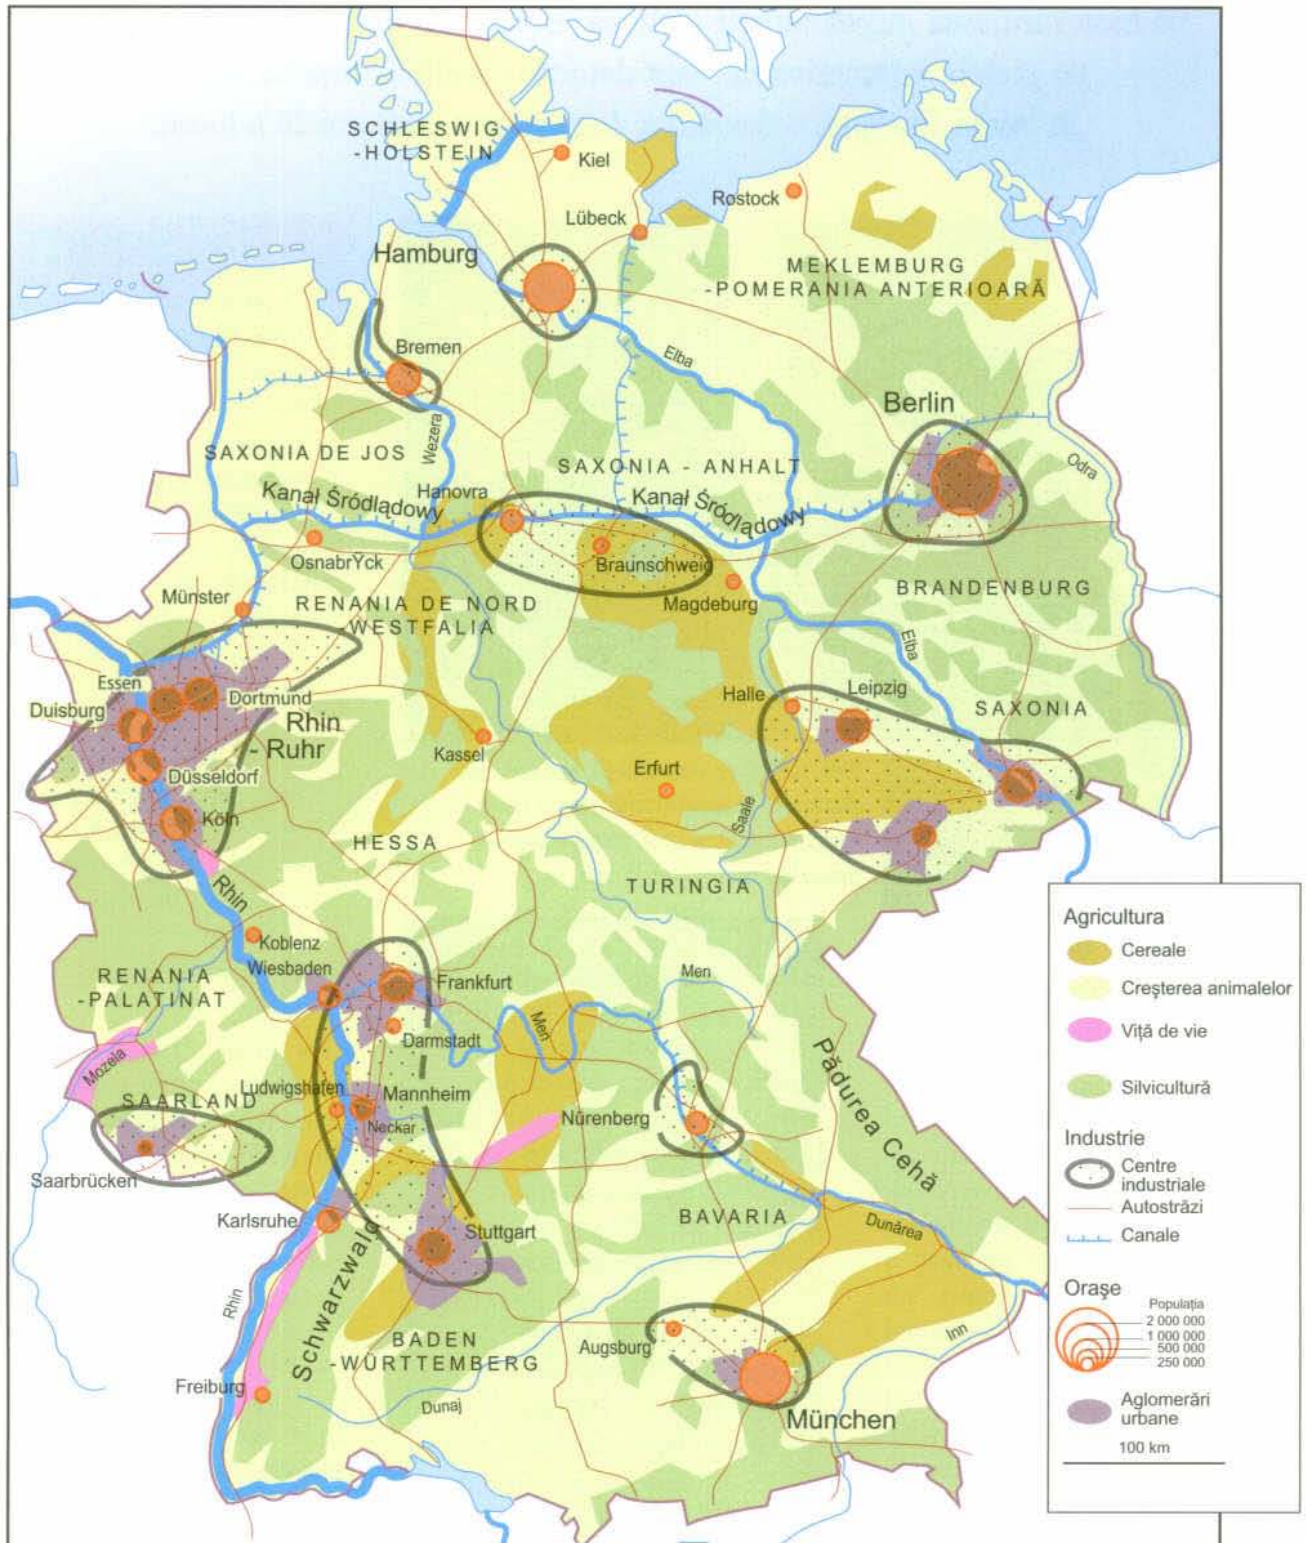 SCHLESWIG
-HOLSTEIN
Kiel
Rostock
Lübeck
Hamburg
MEKLEMBURG
-POMERANIA ANTERIOARĂ
Bremen
Elba
Berlin
Wezera
SAXONIA DE JOS
SAXONIA - ANHALT
Odra
Hanovra
Kanał Śródlądowy
Kanał Śródlądowy
OsnabrŸck
Braunschweig
BRANDENBURG
Münster
RENANIA DE NORD
WESTFALIA
Magdeburg
Elba
Essen
Dortmund
Duisburg
Rhin
- Ruhr
Halle
Leipzig
SAXONIA
Kassel
Düsseldorf
Erfurt
Köln
Saale
HESSA
TURINGIA
Rhin
Koblenz
Wiesbaden
Frankfurt
Men
RENANIA
-PALATINAT
Men
Darmstadt
Mozela
Pădurea Cehă
SAARLAND
Ludwigshafen
Mannheim
Neckar
Nürenberg
Saarbrücken
Karlsruhe
Stuttgart
BAVARIA
Dunărea
Schwarzwald
Rhin
BADEN
-WÜRTTEMBERG
Augsburg
Inn
Freiburg
Dunaj
München
Agricultura
Cereale
Creşterea animalelor
Viţă de vie
Silvicultură
Industrie
Centre
industriale
Autostrăzi
Canale
Oraşe
Populaţia
2 000 000
1 000 000
500 000
250 000
Aglomerări
urbane
100 km